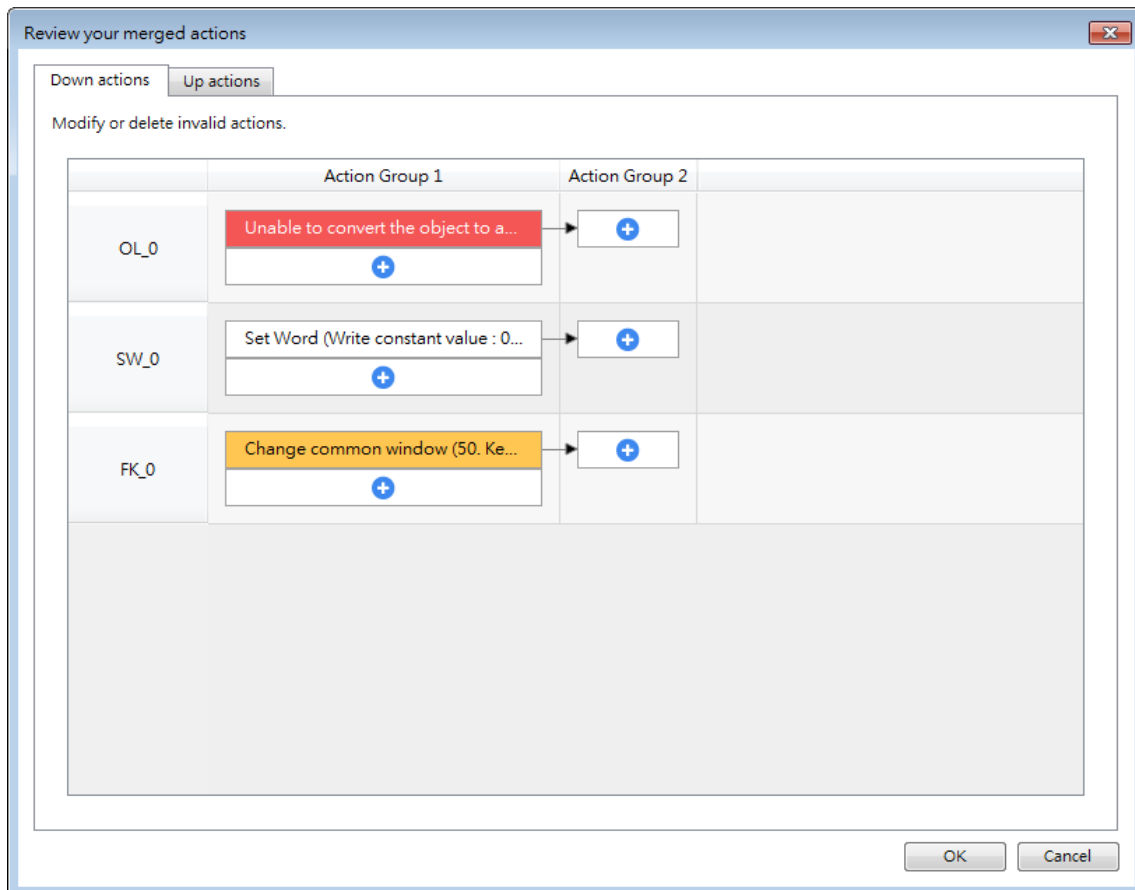 Review your merged actions
Down actions
Up actions
Modify or delete invalid actions.
Action Group 1
Action Group 2
OL_0
Unable to convert the object to a...
SW_0
Set Word (Write constant value : 0...
FK_0
Change common window (50. Ke...
OK
Cancel